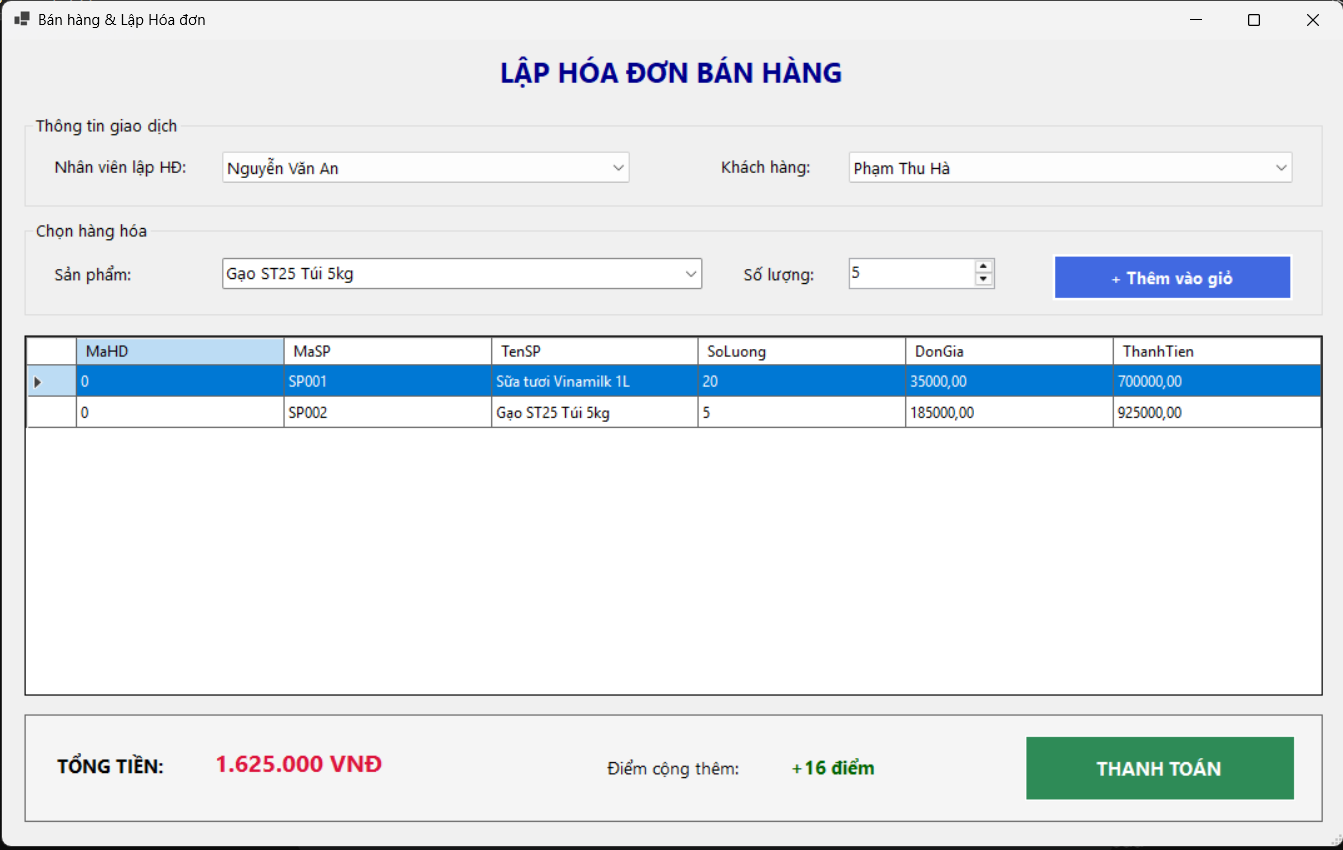 Bán hàng & Lập Hóa đơn
LẬP HÓA ĐƠN BÁN HÀNG
Thông tin giao dịch
Nhân viên lập HĐ: Nguyễn Văn An Khách hàng: Phạm Thu Hà
Chọn hàng hóa
Sản phẩm: Gạo ST25 Túi 5kg Số lượng: 5 + Thêm vào giỏ
MaHD MaSP TenSP SoLuong DonGia ThanhTien
0 SP001 Sữa tươi Vinamilk 1L 20 35000,00 700000,00
0 SP002 Gạo ST25 Túi 5kg 5 185000,00 925000,00
TỔNG TIỀN: 1.625.000 VNĐ Điểm cộng thêm: +16 điểm THANH TOÁN